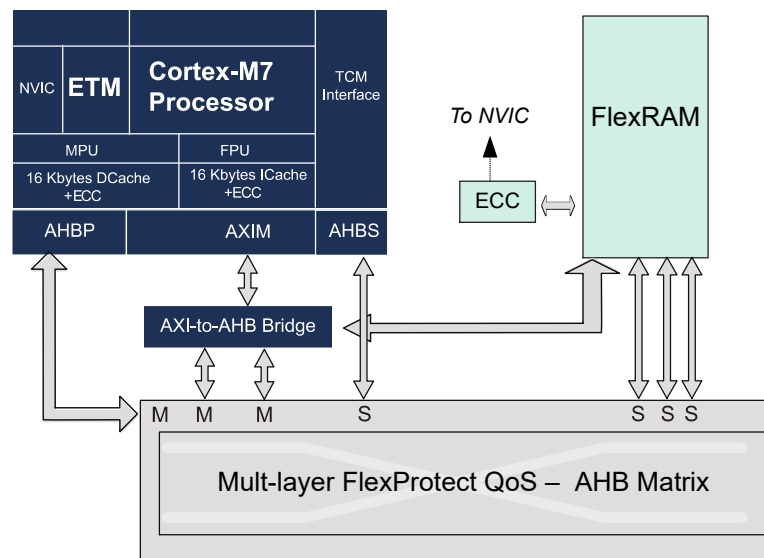 NVIC
ETM
Cortex-M7
Processor
TCM
Interface
MPU
FPU
16 Kbytes DCache
+ECC
16 Kbytes ICache
+ECC
AHBP
AXIM
AHBS
To NVIC
ECC
FlexRAM
AXI-to-AHB Bridge
M M M S S S S
Mult-layer FlexProtect QoS – AHB Matrix